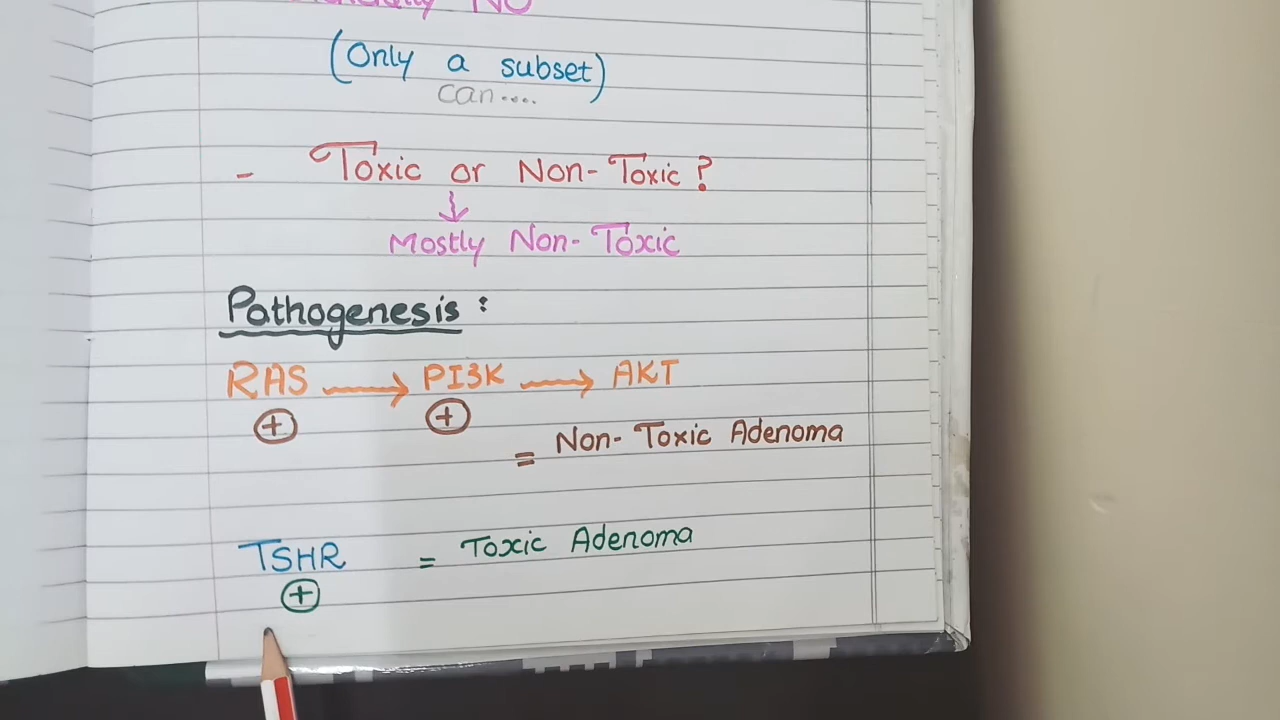 NO
(Only a subset)
can....
- Toxic or Non-Toxic?
↓
Mostly Non-Toxic
Pathogenesis:
RAS → PI3K → AKT
+ +
= Non-Toxic Adenoma
TSHR = Toxic Adenoma
+